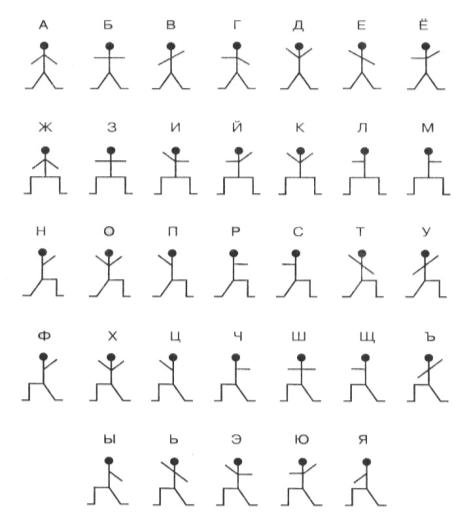 А Б В Г Д Е Ё
Ж З И Й К Л М
Н О П Р С Т У
Ф Х Ц Ч Ш Щ Ъ
Ы Ь Э Ю Я